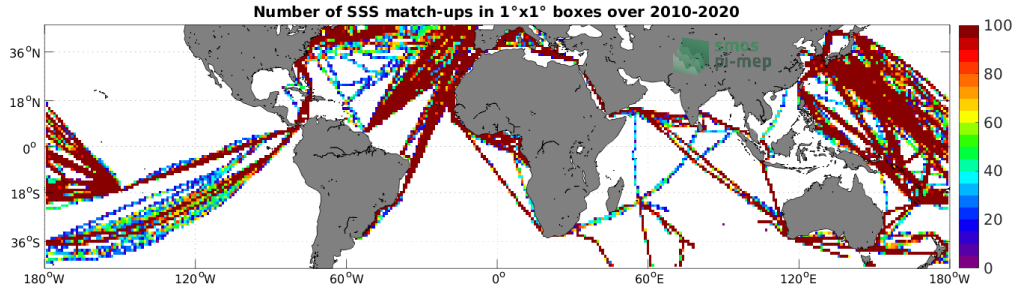 Number of SSS match-ups in 1°x1° boxes over 2010-2020
36°N
18°N
0°
18°S
36°S
180°W
120°W
60°W
0°
60°E
120°E
180°W
smos
pi-mep
100
80
60
40
20
0